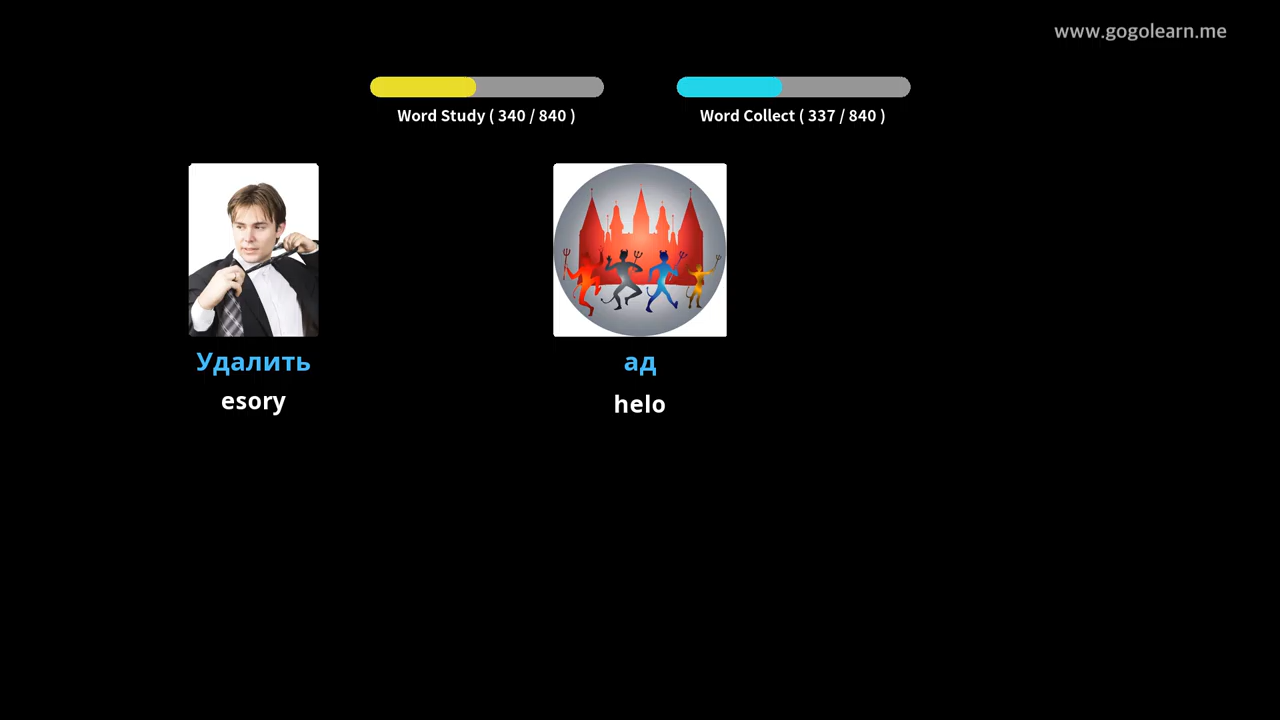 www.gogolearn.me
Word Study ( 340 / 840 )
Word Collect ( 337 / 840 )
Удалить
ад
esory
helo